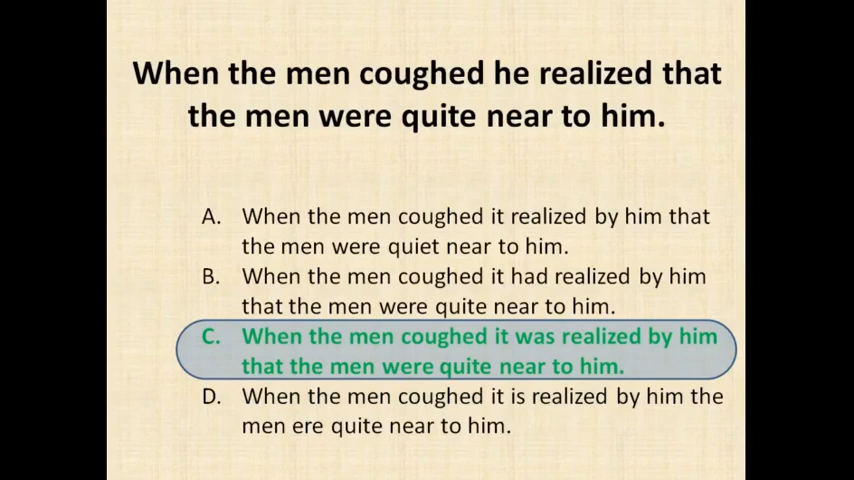 When the men coughed he realized that
the men were quite near to him.
A. When the men coughed it realized by him that
the men were quiet near to him.
B. When the men coughed it had realized by him
that the men were quite near to him.
C. When the men coughed it was realized by him
that the men were quite near to him.
D. When the men coughed it is realized by him the
men ere quite near to him.